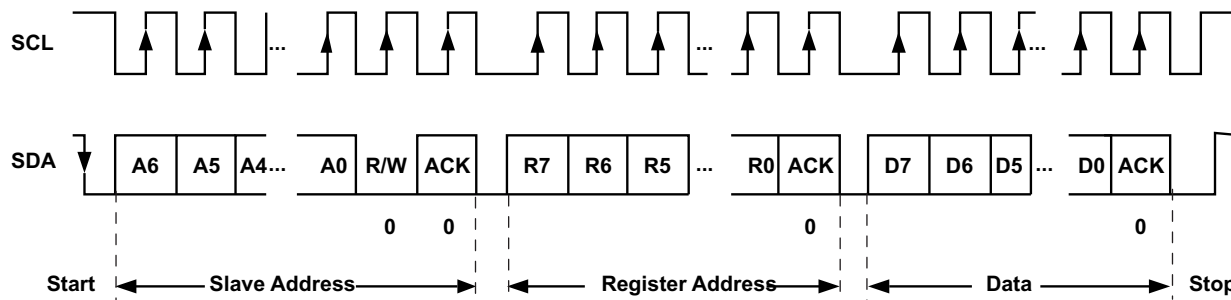 SCL ... ... ...
SDA A6 A5 A4... A0 R/W ACK R7 R6 R5 ... R0 ACK D7 D6 D5 ... D0 ACK
0 0 0 0
Start Slave Address Register Address Data Stop